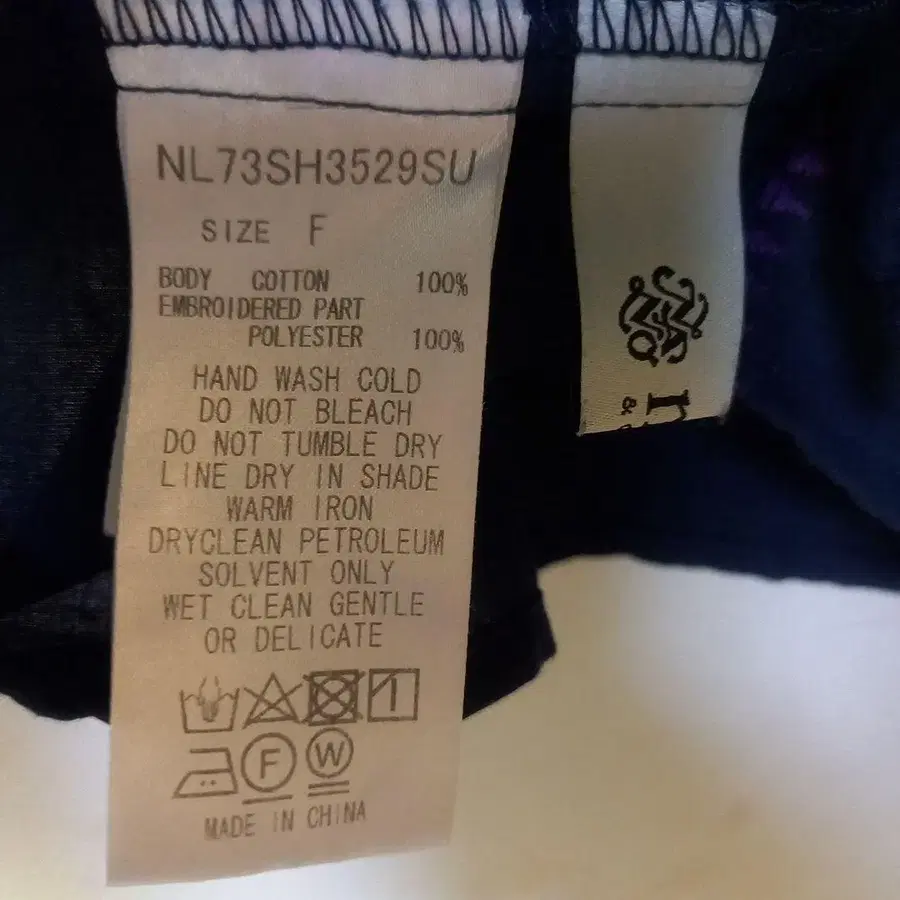 NL73SH3529SU
SIZE F
BODY COTTON 100%
EMBROIDERED PART
POLYESTER 100%
HAND WASH COLD
DO NOT BLEACH
DO NOT TUMBLE DRY
LINE DRY IN SHADE
WARM IRON
DRYCLEAN PETROLEUM
SOLVENT ONLY
WET CLEAN GENTLE
OR DELICATE
F W
MADE IN CHINA